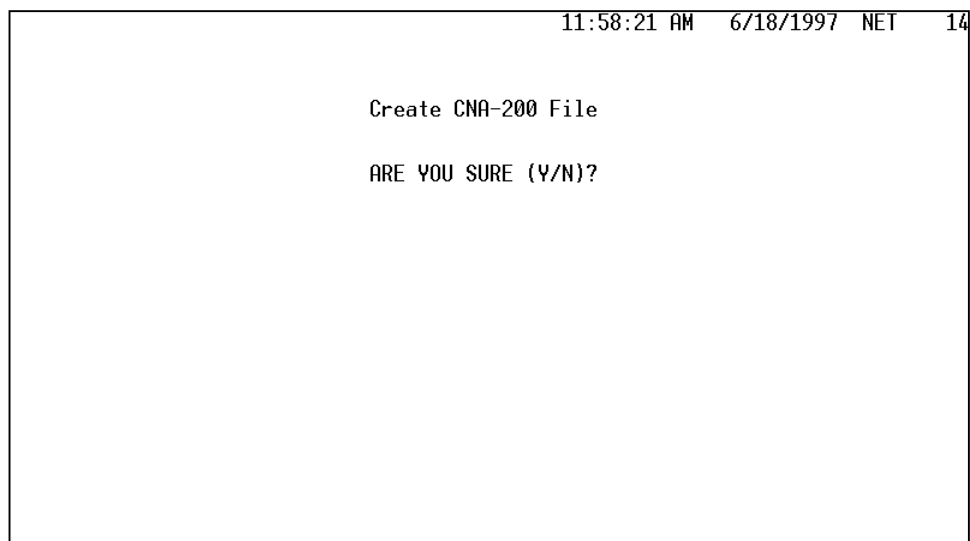 11:58:21 AM 6/18/1997 NET 14
Create CNA-200 File
ARE YOU SURE (Y/N)?